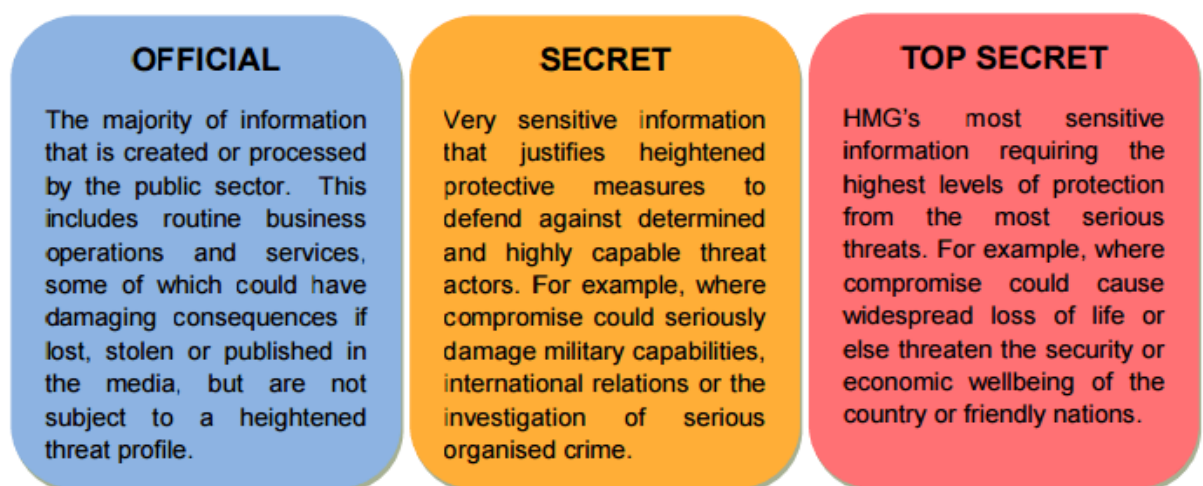 OFFICIAL
The majority of information
that is created or processed
by the public sector. This
includes routine business
operations and services,
some of which could have
damaging consequences if
lost, stolen or published in
the media, but are not
subject to a heightened
threat profile.
SECRET
Very sensitive information
that justifies heightened
protective measures to
defend against determined
and highly capable threat
actors. For example, where
compromise could seriously
damage military capabilities,
international relations or the
investigation of serious
organised crime.
TOP SECRET
HMG's most sensitive
information requiring the
highest levels of protection
from the most serious
threats. For example, where
compromise could cause
widespread loss of life or
else threaten the security or
economic wellbeing of the
country or friendly nations.